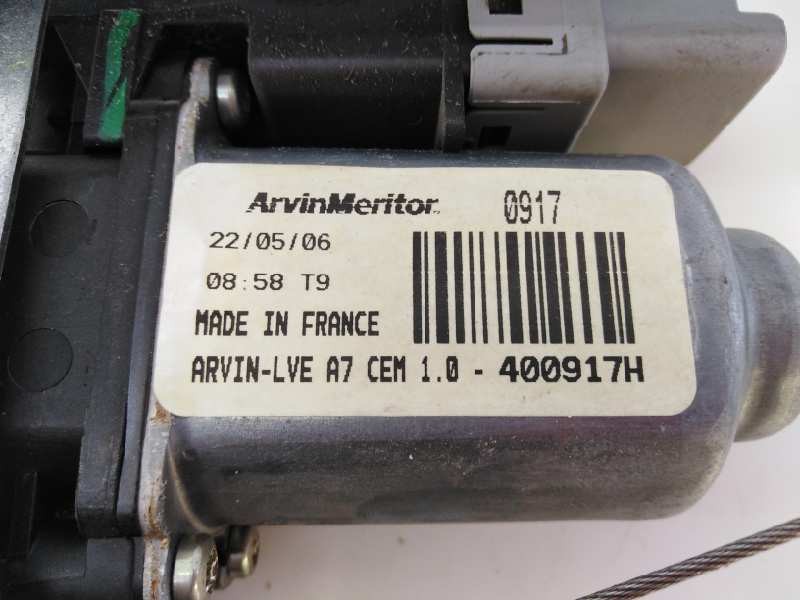 ArvinMeritor 0917
22/05/06
08:58 T9
MADE IN FRANCE
ARVIN-LVE A7 CEM 1.0 - 400917H